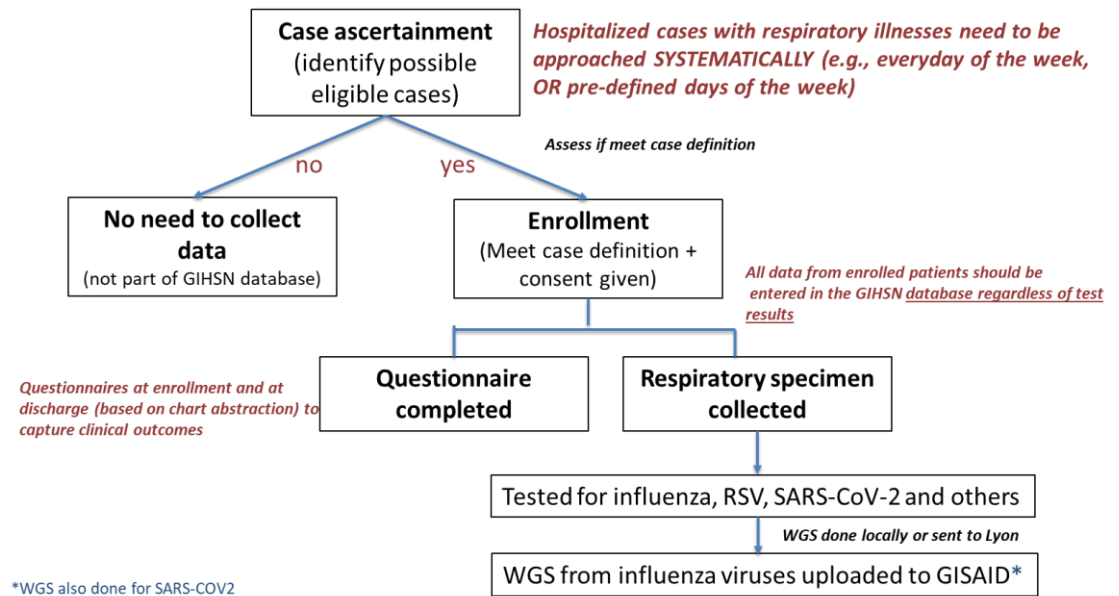 Case ascertainment
(identify possible
eligible cases)
Hospitalized cases with respiratory illnesses need to be
approached SYSTEMATICALLY (e.g., everyday of the week,
OR pre-defined days of the week)
Assess if meet case definition
no
yes
No need to collect
data
(not part of GIHSN database)
Enrollment
(Meet case definition +
consent given)
All data from enrolled patients should be
entered in the GIHSN database regardless of test
results
Questionnaires at enrollment and at
discharge (based on chart abstraction) to
capture clinical outcomes
Questionnaire
completed
Respiratory specimen
collected
Tested for influenza, RSV, SARS-CoV-2 and others
WGS done locally or sent to Lyon
WGS from influenza viruses uploaded to GISAID*
*WGS also done for SARS-COV2